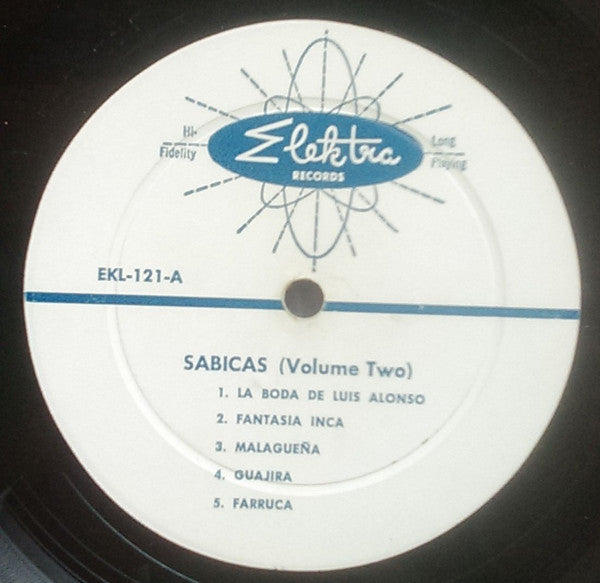 Hi-
Fidelity
Elektra
RECORDS
Long
Playing
EKL-121-A
SABICAS (Volume Two)
1. LA BODA DE LUIS ALONSO
2. FANTASIA INCA
3. MALAGUEÑA
4. GUAJIRA
5. FARRUCA